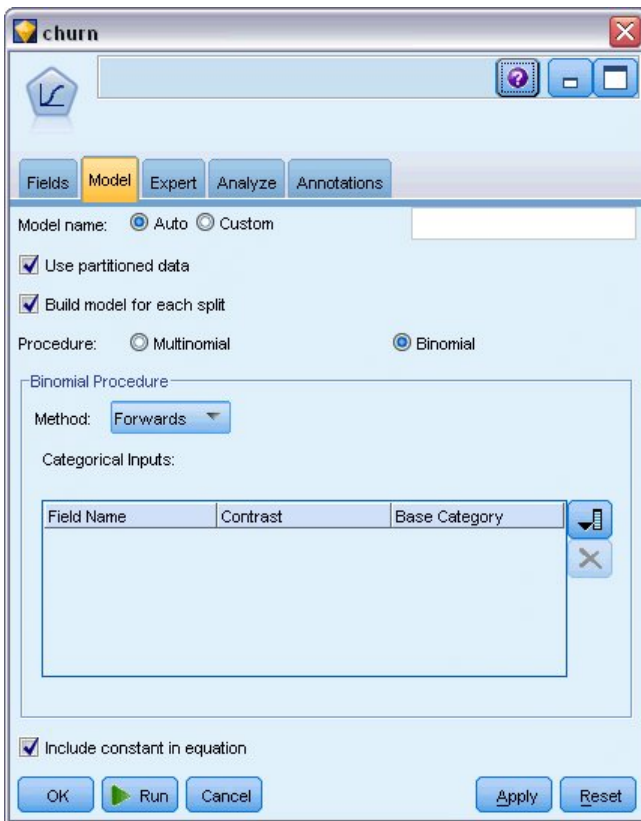 churn
Fields Model Expert Analyze Annotations
Model name: Auto Custom
Use partitioned data
Build model for each split
Procedure: Multinomial Binomial
Binomial Procedure
Method: Forwards
Categorical Inputs:
Field Name Contrast Base Category
Include constant in equation
OK Run Cancel Apply Reset